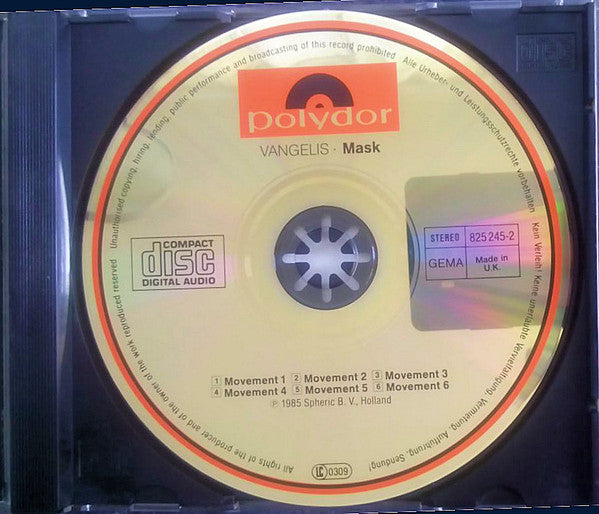 Unauthorised copying, hiring, lending, public performance and broadcasting of this record prohibited
Alle Urheber- und Leistungsschutzrechte vorbehalten
Kein Verleih! Keine unerlaubte Vervielfältigung, Vermietung, Aufführung, Sendung!
polydor
VANGELIS · Mask
COMPACT
disc
DIGITAL AUDIO
STEREO 825 245-2
GEMA Made in
U.K.
1 Movement 1 2 Movement 2 3 Movement 3
4 Movement 4 5 Movement 5 6 Movement 6
℗ 1985 Spheric B. V., Holland
LC 0309
All rights of the producer and of the owner of the work reproduced reserved